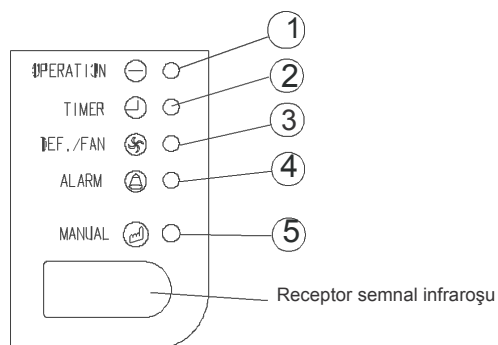 1
OPERATION
2
TIMER
3
DEF./FAN
4
ALARM
5
MANUAL
Receptor semnal infraroşu